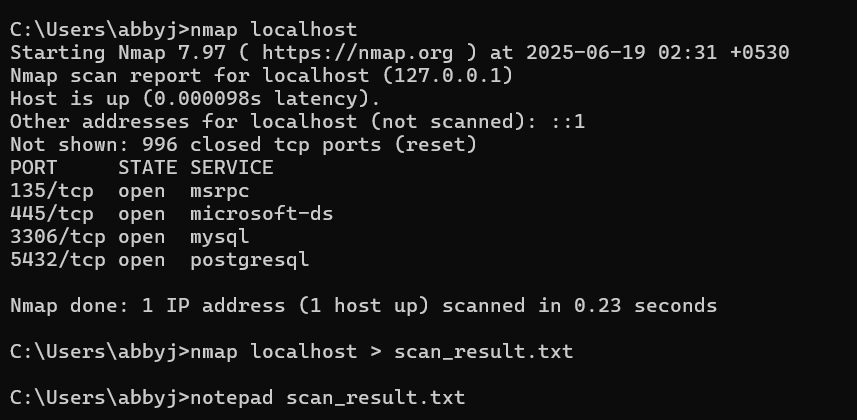 C:\Users\abbyj>nmap localhost
Starting Nmap 7.97 ( https://nmap.org ) at 2025-06-19 02:31 +0530
Nmap scan report for localhost (127.0.0.1)
Host is up (0.000098s latency).
Other addresses for localhost (not scanned): ::1
Not shown: 996 closed tcp ports (reset)
PORT     STATE SERVICE
135/tcp  open  msrpc
445/tcp  open  microsoft-ds
3306/tcp open  mysql
5432/tcp open  postgresql
Nmap done: 1 IP address (1 host up) scanned in 0.23 seconds
C:\Users\abbyj>nmap localhost > scan_result.txt
C:\Users\abbyj>notepad scan_result.txt